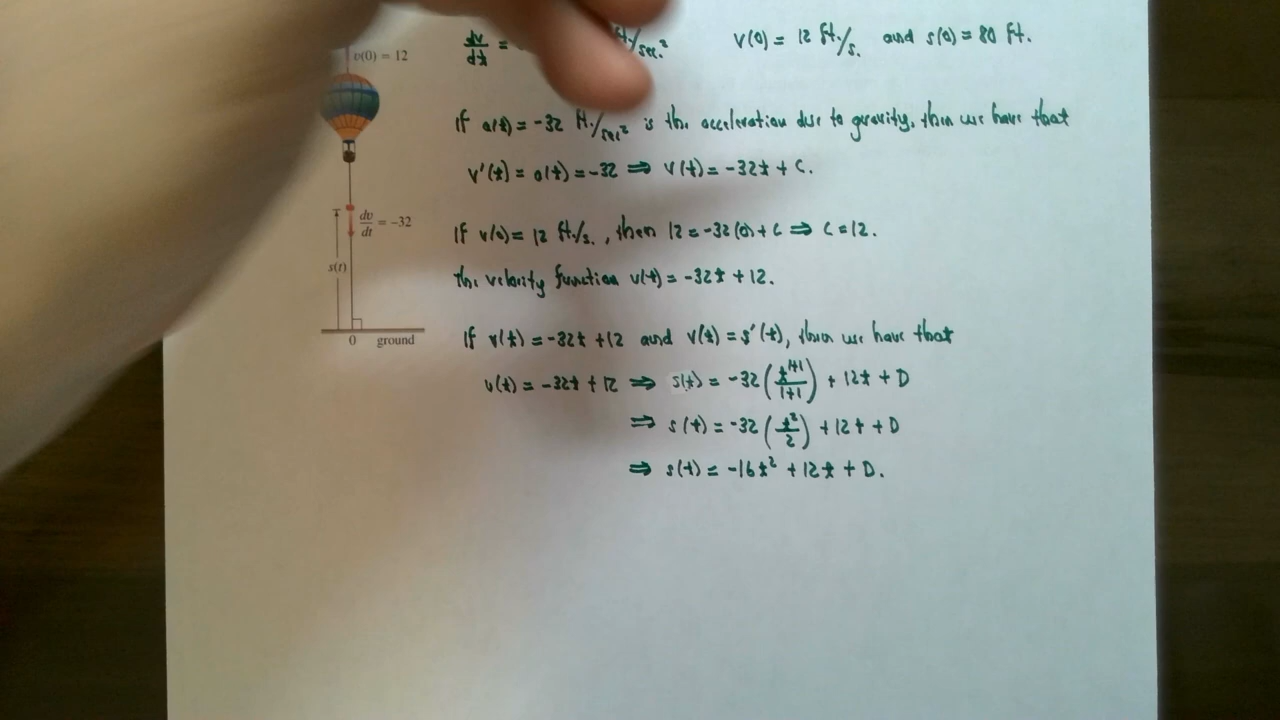 v(0) = 12
dv/dt = ft./sec.² v(0) = 12 ft./s. and s(0) = 80 ft.
If a(t) = -32 ft./sec² is the acceleration due to gravity, then we have that
v'(t) = a(t) = -32 ⟹ v(t) = -32t + C.
dv/dt = -32
If v(0) = 12 ft./s., then 12 = -32(0) + C ⟹ C = 12.
s(t)
The velocity function v(t) = -32t + 12.
0 ground
If v(t) = -32t + 12 and v(t) = s'(t), then we have that
v(t) = -32t + 12 ⟹ s(t) = -32(t^(1+1)/(1+1)) + 12t + D
⟹ s(t) = -32(t²/2) + 12t + D
⟹ s(t) = -16t² + 12t + D.